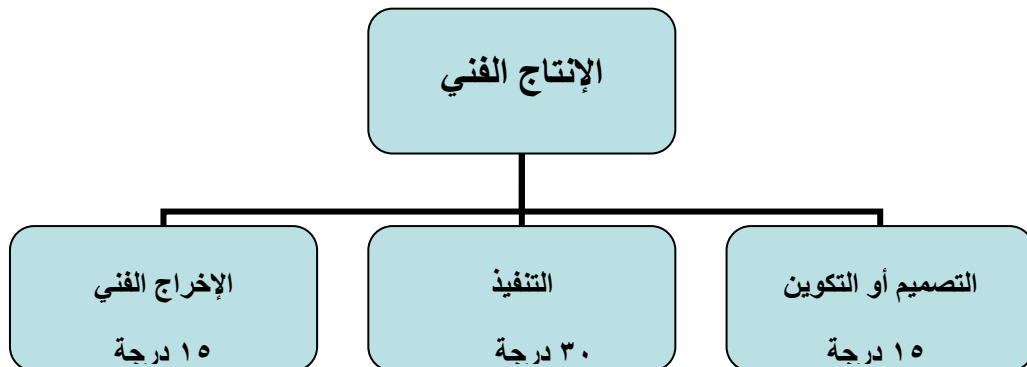 الإنتاج الفني
التصميم أو التكوين
١٥ درجة
التنفيذ
٣٠ درجة
الإخراج الفني
١٥ درجة